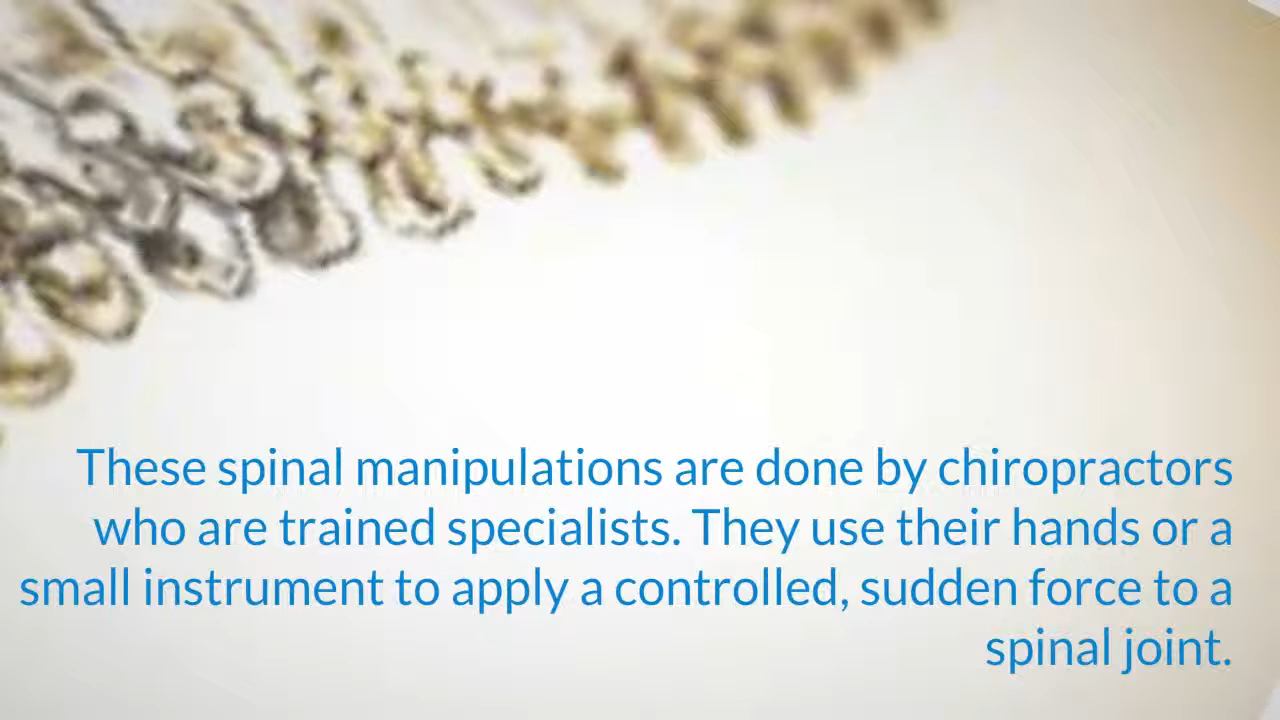 These spinal manipulations are done by chiropractors
who are trained specialists. They use their hands or a
small instrument to apply a controlled, sudden force to a
spinal joint.